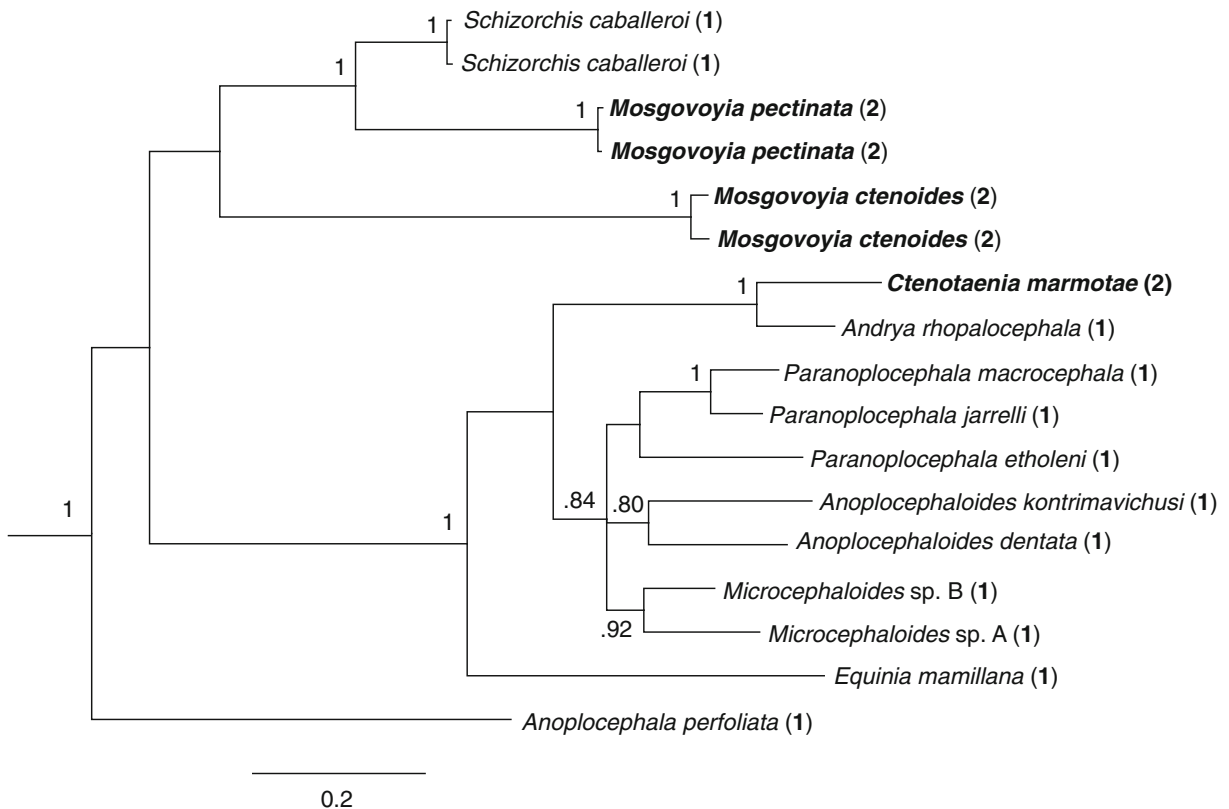 1
Schizorchis caballeroi (1)
1
Schizorchis caballeroi (1)
1
Mosgovoyia pectinata (2)
Mosgovoyia pectinata (2)
1
Mosgovoyia ctenoides (2)
Mosgovoyia ctenoides (2)
1
Ctenotaenia marmotae (2)
Andrya rhopalocephala (1)
1
Paranoplocephala macrocephala (1)
Paranoplocephala jarrelli (1)
Paranoplocephala etholeni (1)
.84
.80
Anoplocephaloides kontrimavichusi (1)
1
1
Anoplocephaloides dentata (1)
Microcephaloides sp. B (1)
.92
Microcephaloides sp. A (1)
Equinia mamillana (1)
Anoplocephala perfoliata (1)
0.2